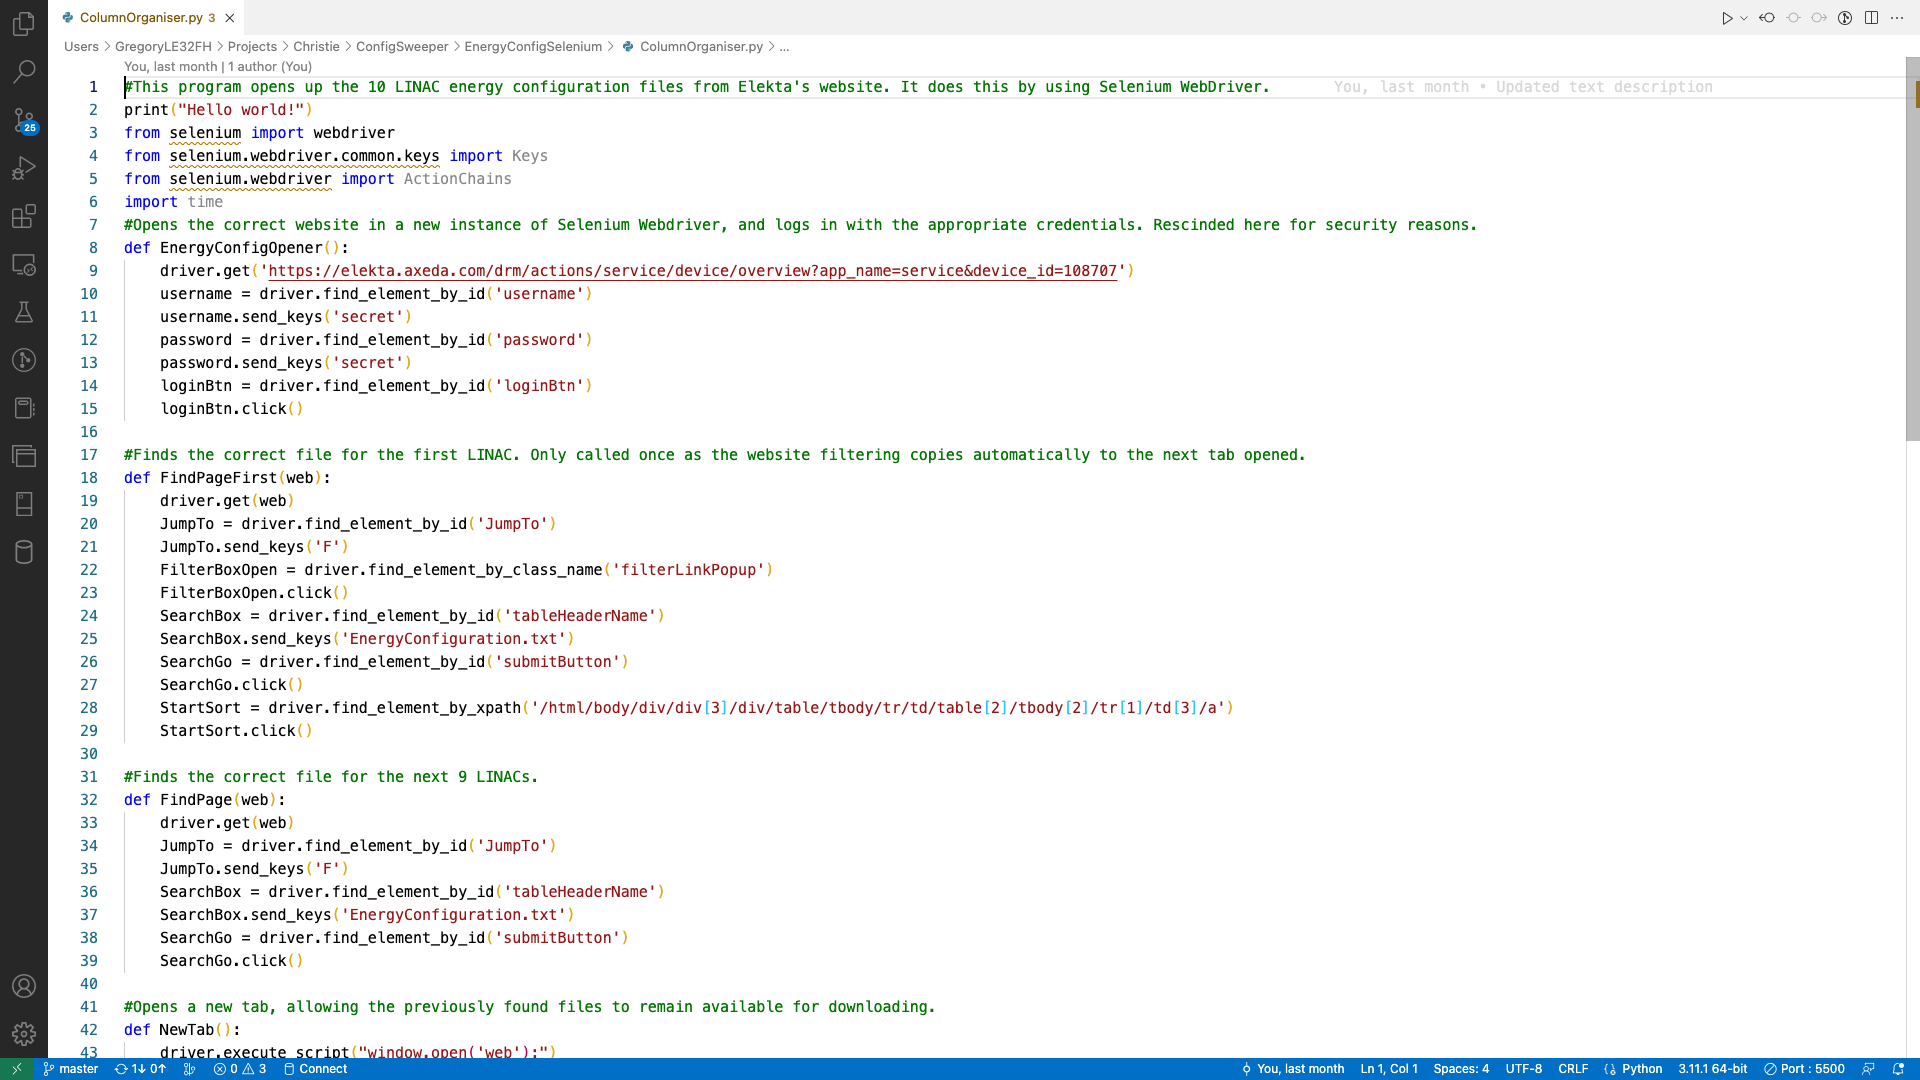 ColumnOrganiser.py 3
Users > GregoryLE32FH > Projects > Christie > ConfigSweeper > EnergyConfigSelenium > ColumnOrganiser.py > ...
You, last month | 1 author (You)
1 #This program opens up the 10 LINAC energy configuration files from Elekta's website. It does this by using Selenium WebDriver. You, last month • Updated text description
2 print("Hello world!")
3 from selenium import webdriver
4 from selenium.webdriver.common.keys import Keys
5 from selenium.webdriver import ActionChains
6 import time
7 #Opens the correct website in a new instance of Selenium Webdriver, and logs in with the appropriate credentials. Rescinded here for security reasons.
8 def EnergyConfigOpener():
9 driver.get('https://elekta.axeda.com/drm/actions/service/device/overview?app_name=service&device_id=108707')
10 username = driver.find_element_by_id('username')
11 username.send_keys('secret')
12 password = driver.find_element_by_id('password')
13 password.send_keys('secret')
14 loginBtn = driver.find_element_by_id('loginBtn')
15 loginBtn.click()
16
17 #Finds the correct file for the first LINAC. Only called once as the website filtering copies automatically to the next tab opened.
18 def FindPageFirst(web):
19 driver.get(web)
20 JumpTo = driver.find_element_by_id('JumpTo')
21 JumpTo.send_keys('F')
22 FilterBoxOpen = driver.find_element_by_class_name('filterLinkPopup')
23 FilterBoxOpen.click()
24 SearchBox = driver.find_element_by_id('tableHeaderName')
25 SearchBox.send_keys('EnergyConfiguration.txt')
26 SearchGo = driver.find_element_by_id('submitButton')
27 SearchGo.click()
28 StartSort = driver.find_element_by_xpath('/html/body/div/div[3]/div/table/tbody/tr/td/table[2]/tbody[2]/tr[1]/td[3]/a')
29 StartSort.click()
30
31 #Finds the correct file for the next 9 LINACs.
32 def FindPage(web):
33 driver.get(web)
34 JumpTo = driver.find_element_by_id('JumpTo')
35 JumpTo.send_keys('F')
36 SearchBox = driver.find_element_by_id('tableHeaderName')
37 SearchBox.send_keys('EnergyConfiguration.txt')
38 SearchGo = driver.find_element_by_id('submitButton')
39 SearchGo.click()
40
41 #Opens a new tab, allowing the previously found files to remain available for downloading.
42 def NewTab():
43 driver.execute_script("window.open('web');")
25
master 1↓ 0↑ 0 3 Connect You, last month Ln 1, Col 1 Spaces: 4 UTF-8 CRLF Python 3.11.1 64-bit Port : 5500